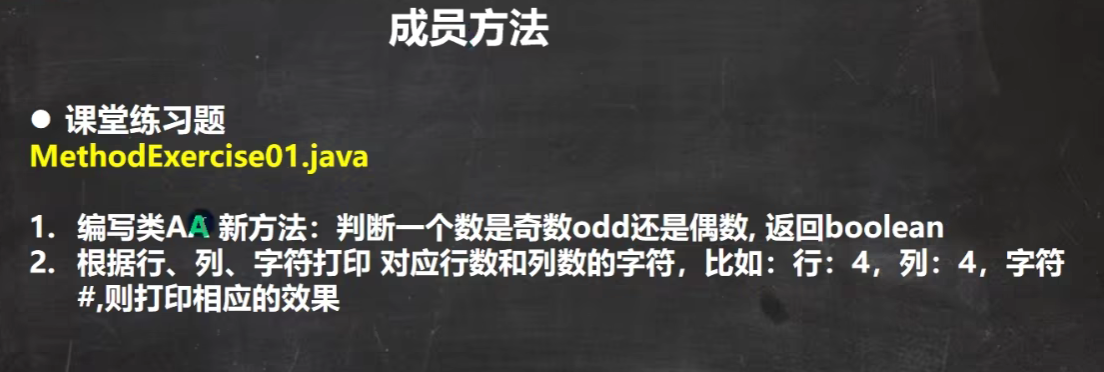 成员方法
● 课堂练习题
MethodExercise01.java
1. 编写类AA 新方法：判断一个数是奇数odd还是偶数, 返回boolean
2. 根据行、列、字符打印 对应行数和列数的字符，比如：行：4，列：4，字符
#,则打印相应的效果